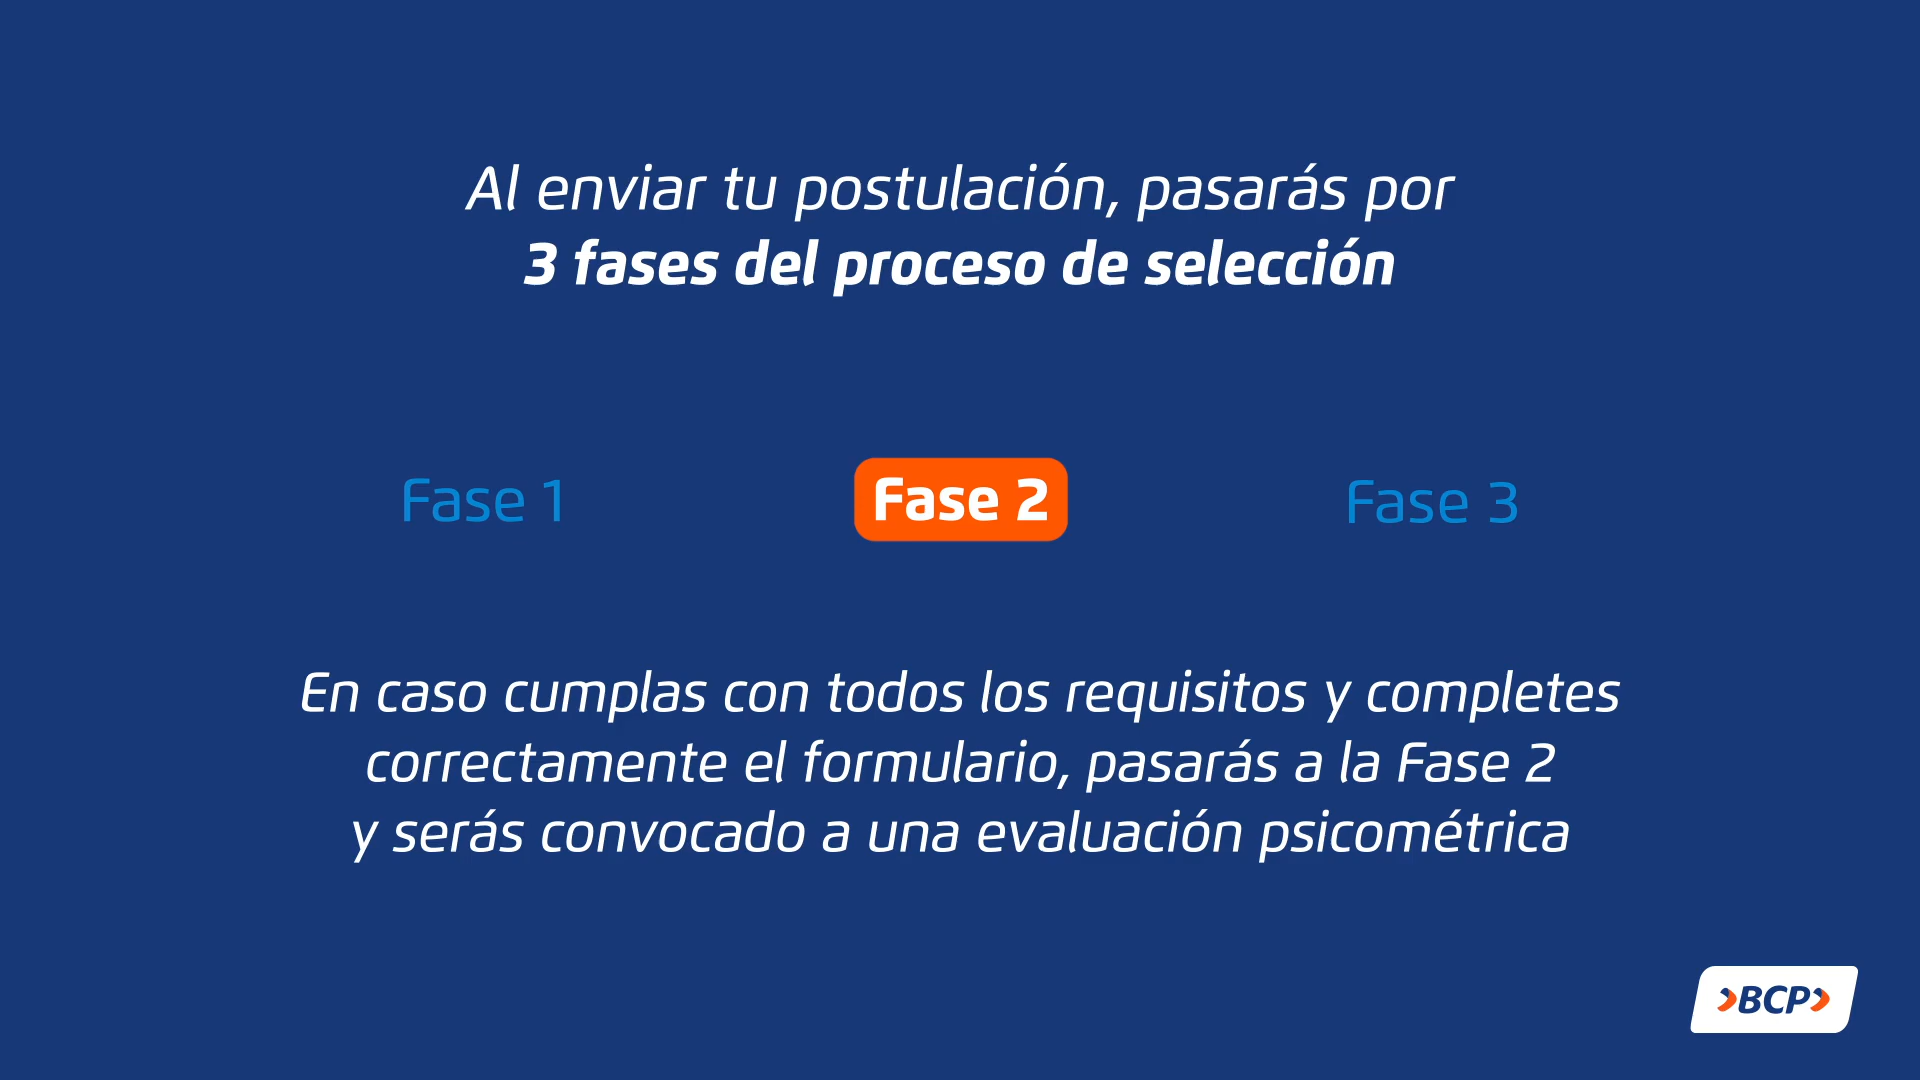 Al enviar tu postulación, pasarás por
3 fases del proceso de selección
Fase 1
Fase 2
Fase 3
En caso cumplas con todos los requisitos y completes
correctamente el formulario, pasarás a la Fase 2
y serás convocado a una evaluación psicométrica
BCP